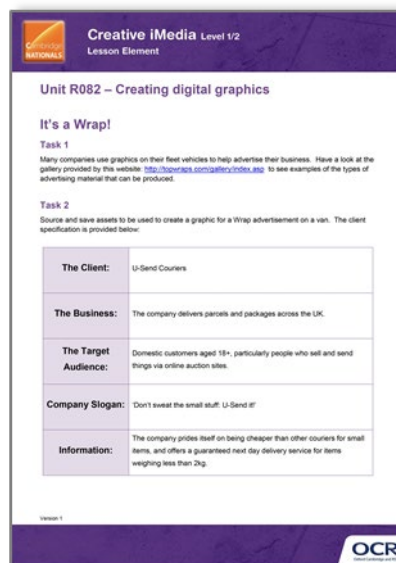 Cambridge
NATIONALS
Creative iMedia Level 1/2
Lesson Element
Unit R082 – Creating digital graphics
It's a Wrap!
Task 1
Many companies use graphics on their fleet vehicles to help advertise their business. Have a look at the
gallery provided by this website: http://topwraps.com/gallery/index.asp to see examples of the types of
advertising material that can be produced.
Task 2
Source and save assets to be used to create a graphic for a Wrap advertisement on a van. The client
specification is provided below:
The Client:
U-Send Couriers
The Business:
The company delivers parcels and packages across the UK.
The Target
Audience:
Domestic customers aged 18+, particularly people who sell and send
things via online auction sites.
Company Slogan:
'Don't sweat the small stuff: U-Send it!'
Information:
The company prides itself on being cheaper than other couriers for small
items, and offers a guaranteed next day delivery service for items
weighing less than 2kg.
Version 1
OCR